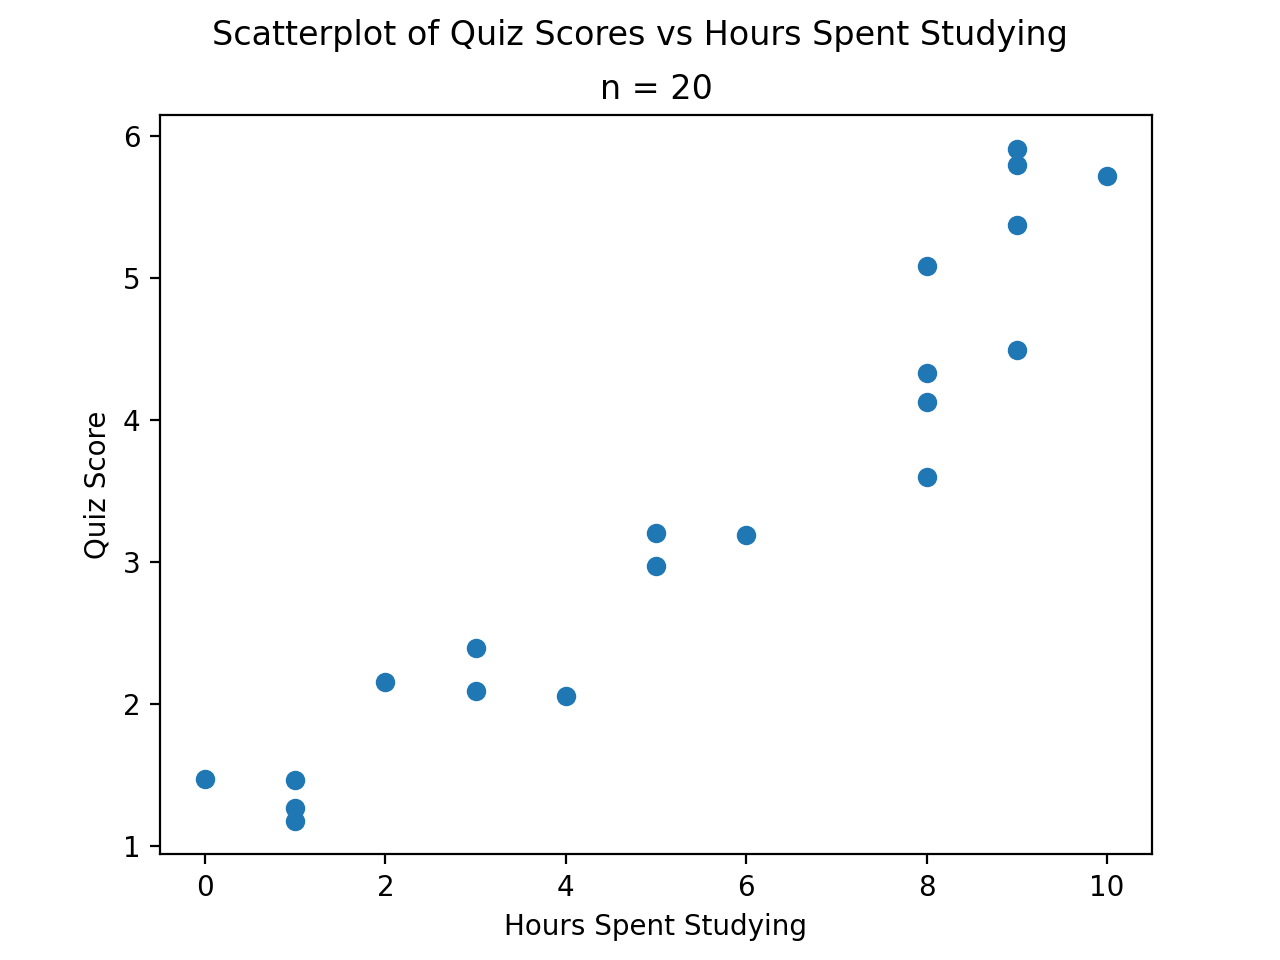 Scatterplot of Quiz Scores vs Hours Spent Studying
n = 20
6
5
4
3
2
1
Quiz Score
0 2 4 6 8 10
Hours Spent Studying